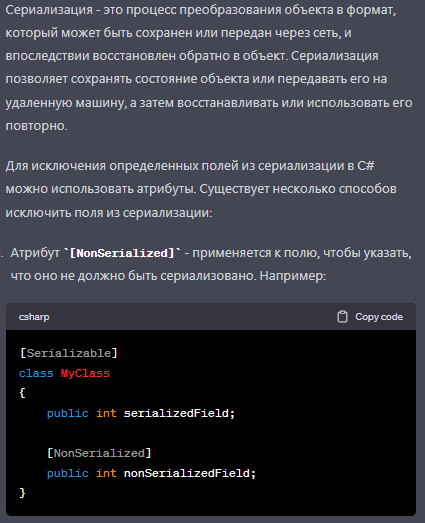 Сериализация - это процесс преобразования объекта в формат,
который может быть сохранен или передан через сеть, и
впоследствии восстановлен обратно в объект. Сериализация
позволяет сохранять состояние объекта или передавать его на
удаленную машину, а затем восстанавливать или использовать его
повторно.
Для исключения определенных полей из сериализации в C#
можно использовать атрибуты. Существует несколько способов
исключить поля из сериализации:
. Атрибут `[NonSerialized]` - применяется к полю, чтобы указать,
что оно не должно быть сериализовано. Например:
csharp Copy code
[Serializable]
class MyClass
{
public int serializedField;
[NonSerialized]
public int nonSerializedField;
}